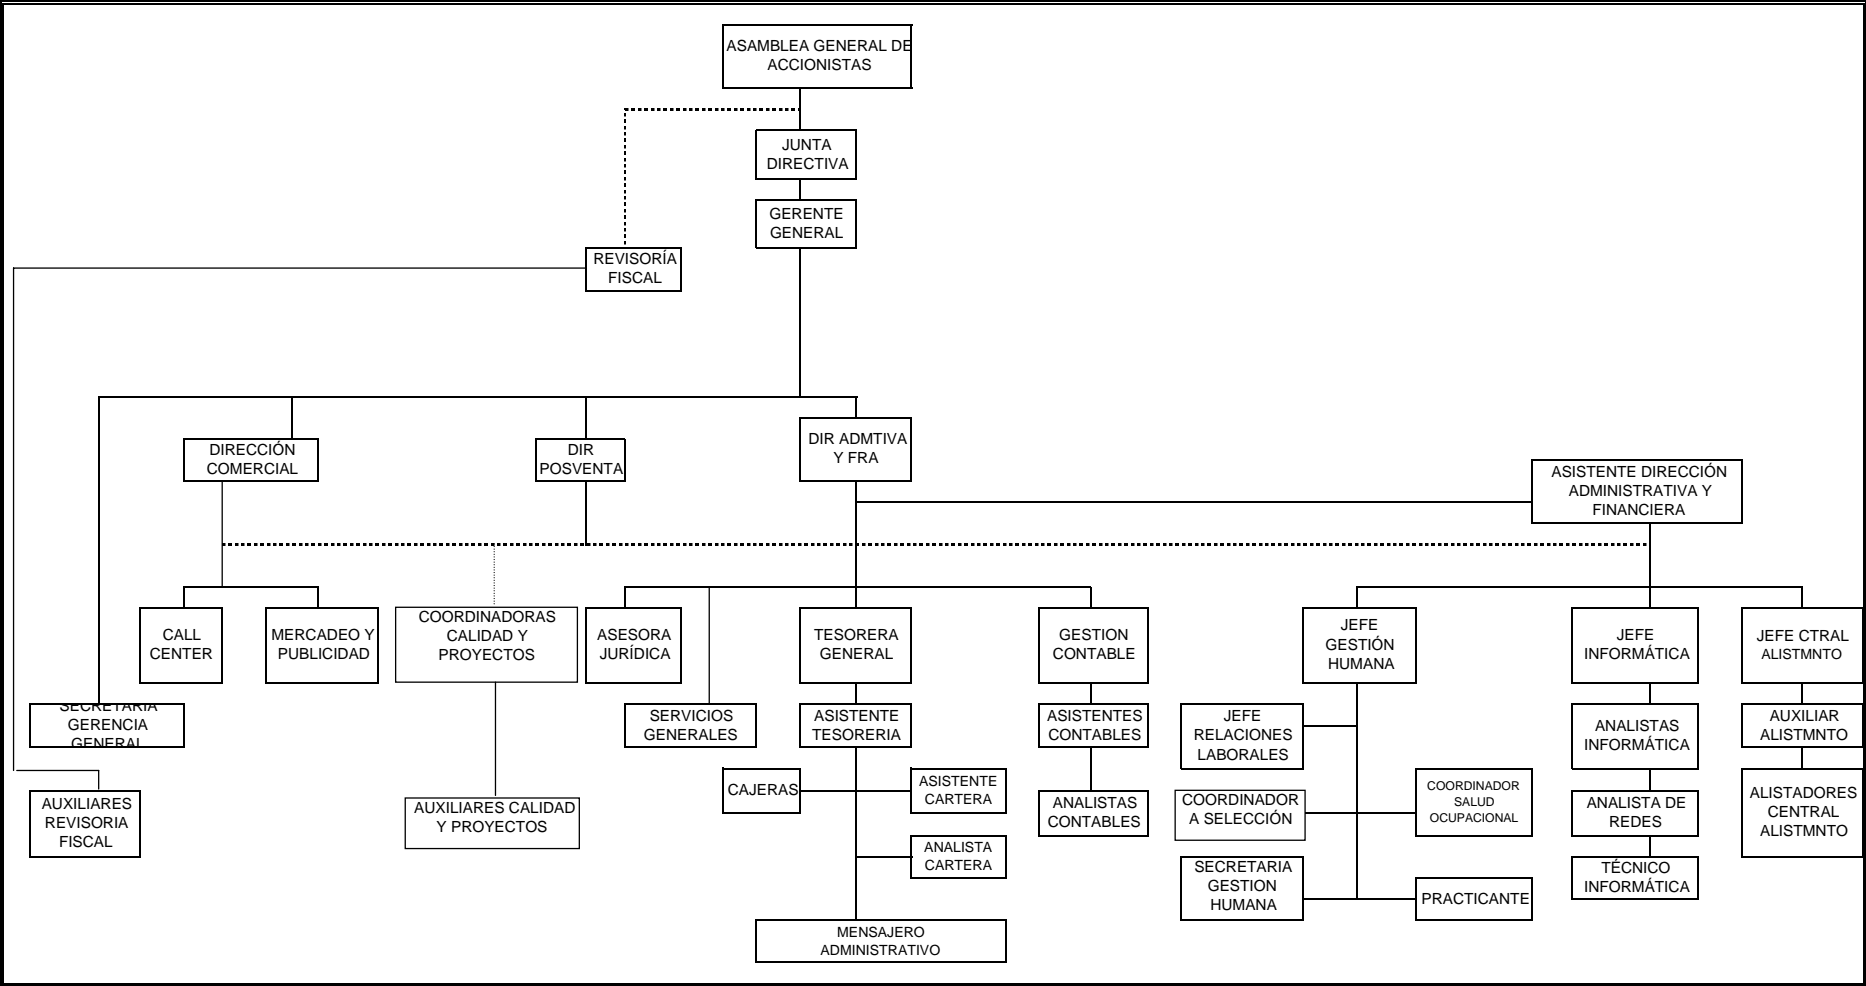 ASAMBLEA GENERAL DE
ACCIONISTAS
JUNTA
DIRECTIVA
GERENTE
GENERAL
REVISORÍA
FISCAL
DIRECCIÓN
COMERCIAL
DIR
POSVENTA
DIR ADMTIVA
Y FRA
ASISTENTE DIRECCIÓN
ADMINISTRATIVA Y
FINANCIERA
CALL
CENTER
MERCADEO Y
PUBLICIDAD
COORDINADORAS
CALIDAD Y
PROYECTOS
ASESORA
JURÍDICA
TESORERA
GENERAL
GESTION
CONTABLE
JEFE
GESTIÓN
HUMANA
JEFE
INFORMÁTICA
JEFE CTRAL
ALISTMNTO
SECRETARIA
GERENCIA
GENERAL
SERVICIOS
GENERALES
ASISTENTE
TESORERIA
ASISTENTES
CONTABLES
JEFE
RELACIONES
LABORALES
ANALISTAS
INFORMÁTICA
AUXILIAR
ALISTMNTO
AUXILIARES
REVISORIA
FISCAL
AUXILIARES CALIDAD
Y PROYECTOS
CAJERAS
ASISTENTE
CARTERA
ANALISTAS
CONTABLES
COORDINADOR
A SELECCIÓN
COORDINADOR
SALUD
OCUPACIONAL
ANALISTA DE
REDES
ALISTADORES
CENTRAL
ALISTMNTO
ANALISTA
CARTERA
SECRETARIA
GESTION
HUMANA
PRACTICANTE
TÉCNICO
INFORMÁTICA
MENSAJERO
ADMINISTRATIVO